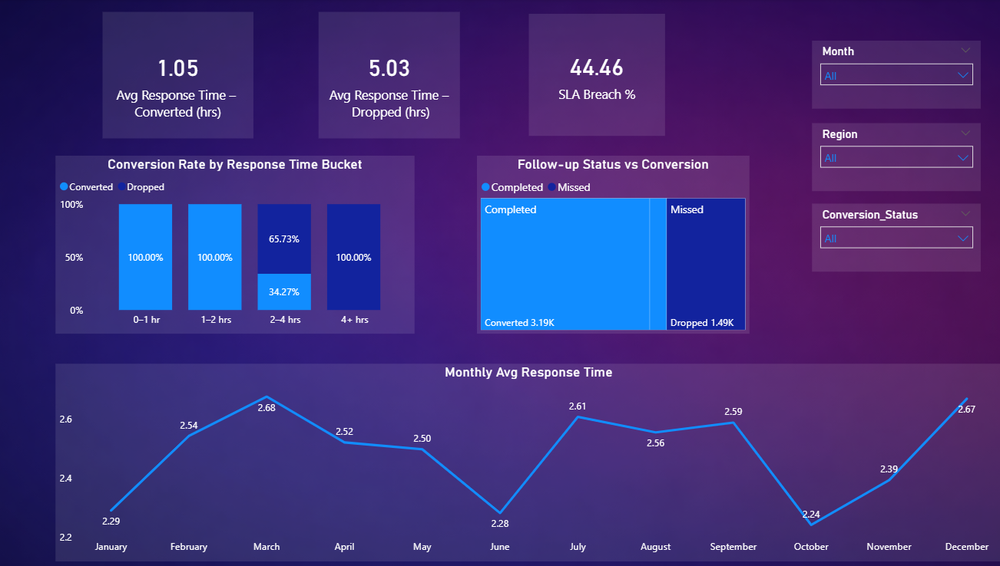 1.05
Avg Response Time –
Converted (hrs)
5.03
Avg Response Time –
Dropped (hrs)
44.46
SLA Breach %
Month
All
Region
All
Conversion_Status
All
Conversion Rate by Response Time Bucket
Converted Dropped
100%
50%
0%
100.00%
100.00%
65.73%
34.27%
100.00%
0–1 hr
1–2 hrs
2–4 hrs
4+ hrs
Follow-up Status vs Conversion
Completed Missed
Completed
Missed
Converted 3.19K
Dropped 1.49K
Monthly Avg Response Time
2.6
2.4
2.2
2.29
2.54
2.68
2.52
2.50
2.28
2.61
2.56
2.59
2.24
2.39
2.67
January
February
March
April
May
June
July
August
September
October
November
December